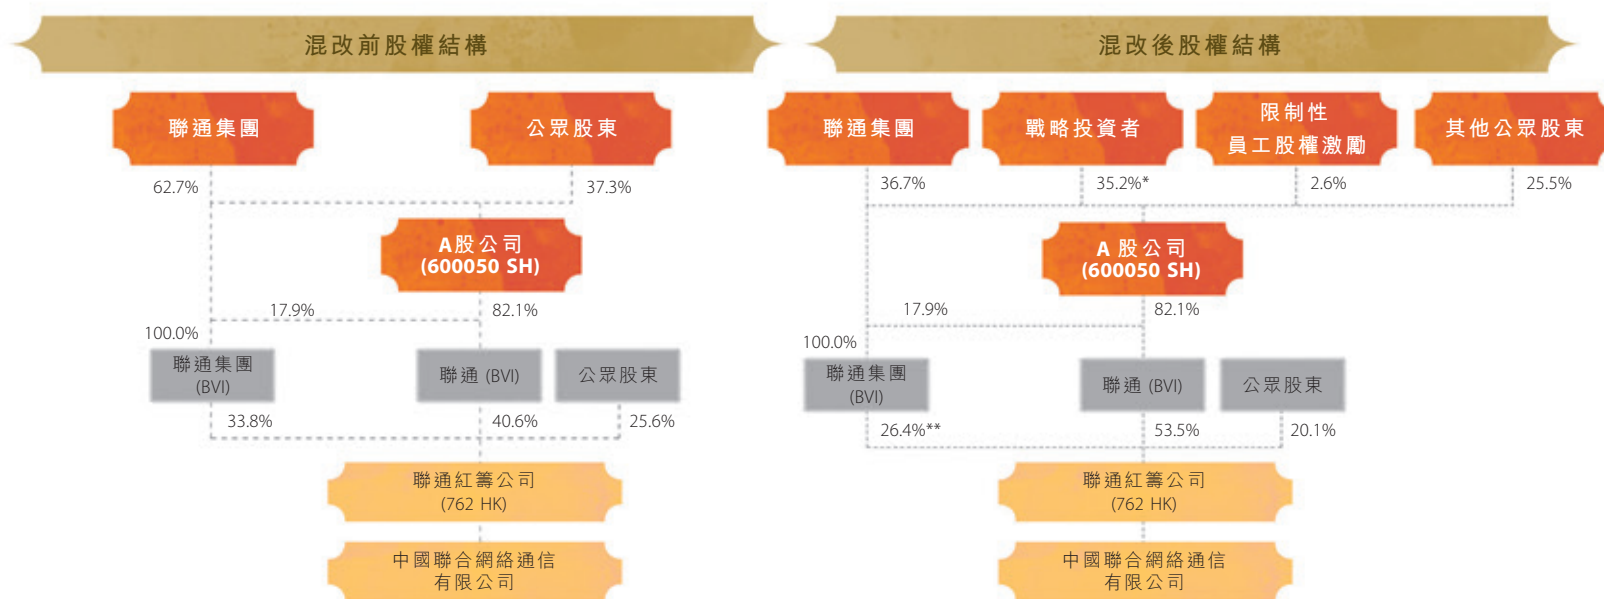 混改前股權結構
聯通集團
公眾股東
62.7%
37.3%
A股公司
(600050 SH)
17.9%
82.1%
100.0%
聯通集團
(BVI)
聯通 (BVI)
公眾股東
33.8%
40.6%
25.6%
聯通紅籌公司
(762 HK)
中國聯合網絡通信
有限公司
混改後股權結構
聯通集團
戰略投資者
限制性
員工股權激勵
其他公眾股東
36.7%
35.2%*
2.6%
25.5%
A 股公司
(600050 SH)
17.9%
82.1%
100.0%
聯通集團
(BVI)
聯通 (BVI)
公眾股東
26.4%**
53.5%
20.1%
聯通紅籌公司
(762 HK)
中國聯合網絡通信
有限公司